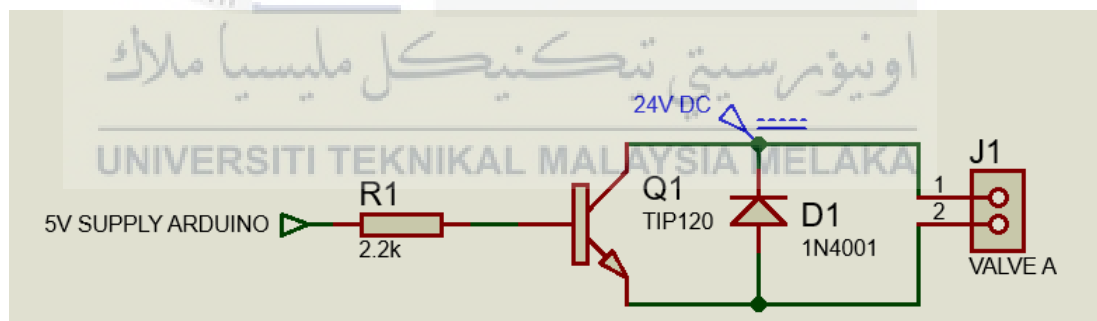 اونيۏرسيتي تيکنيکل مليسيا ملاک
UNIVERSITI TEKNIKAL MALAYSIA MELAKA
24V DC
J1
1
2
VALVE A
Q1
TIP120
D1
1N4001
R1
2.2k
5V SUPPLY ARDUINO